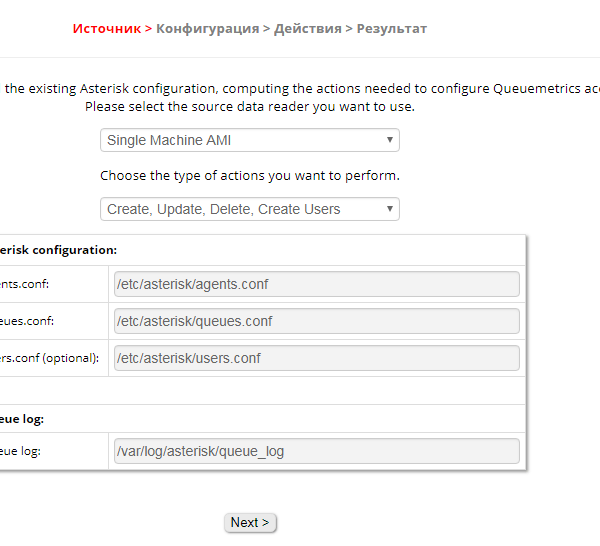 Источник > Конфигурация > Действия > Результат
the existing Asterisk configuration, computing the actions needed to configure Queuemetrics
Please select the source data reader you want to use.
Single Machine AMI
Choose the type of actions you want to perform.
Create, Update, Delete, Create Users
erisk configuration:
nts.conf: /etc/asterisk/agents.conf
eues.conf: /etc/asterisk/queues.conf
rs.conf (optional): /etc/asterisk/users.conf
eue log:
eue log: /var/log/asterisk/queue_log
Next >